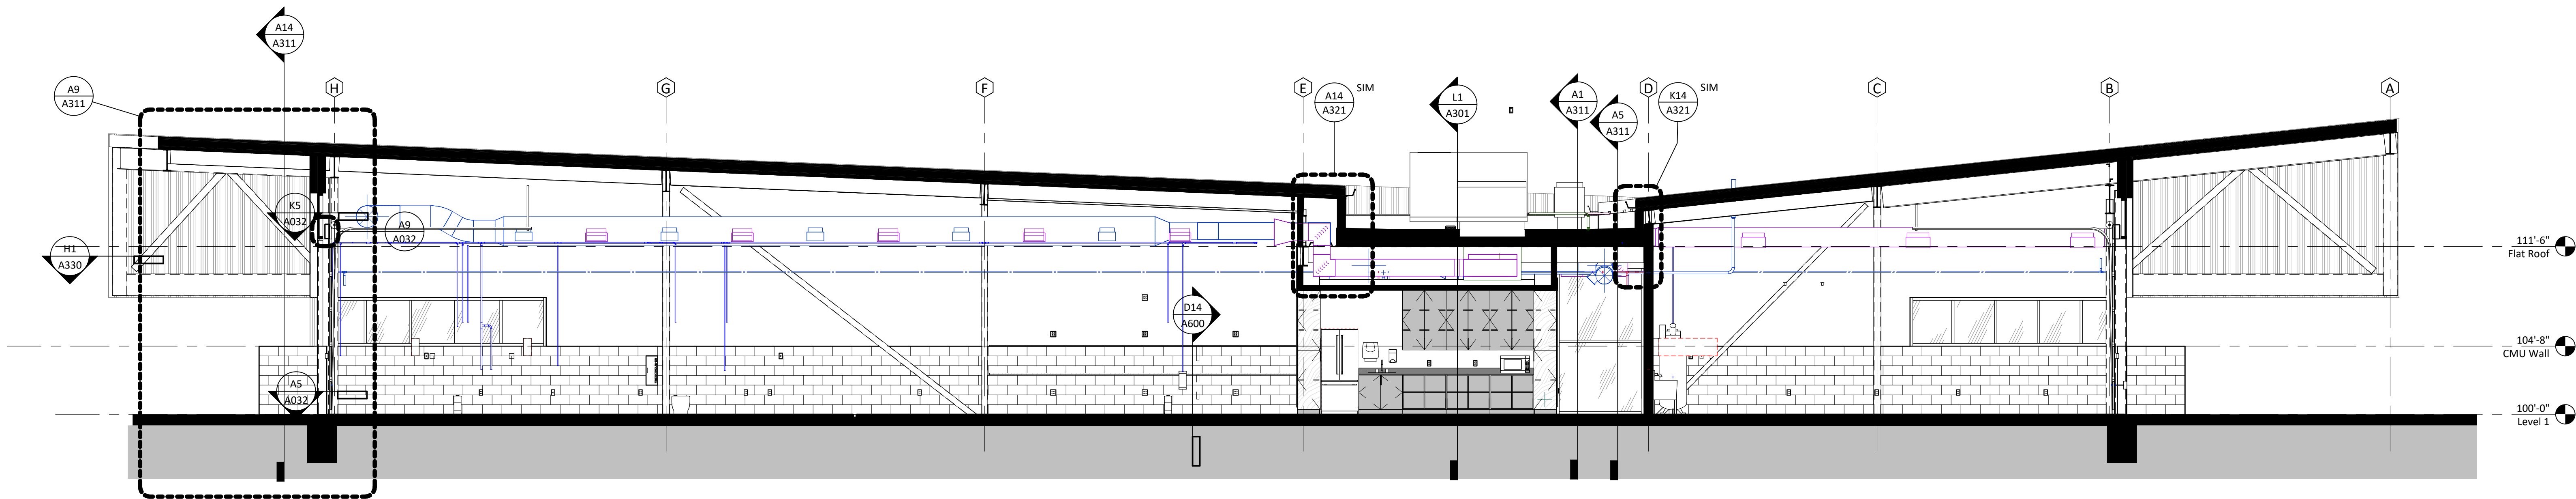 A14
A311
A9
A311
H
G
F
E
A14
A321
SIM
L1
A301
A1
A311
A5
A311
D
K14
A321
SIM
C
B
A
K5
A032
A9
A032
H1
A330
111'-6"
Flat Roof
D14
A600
104'-8"
CMU Wall
A5
A032
100'-0"
Level 1